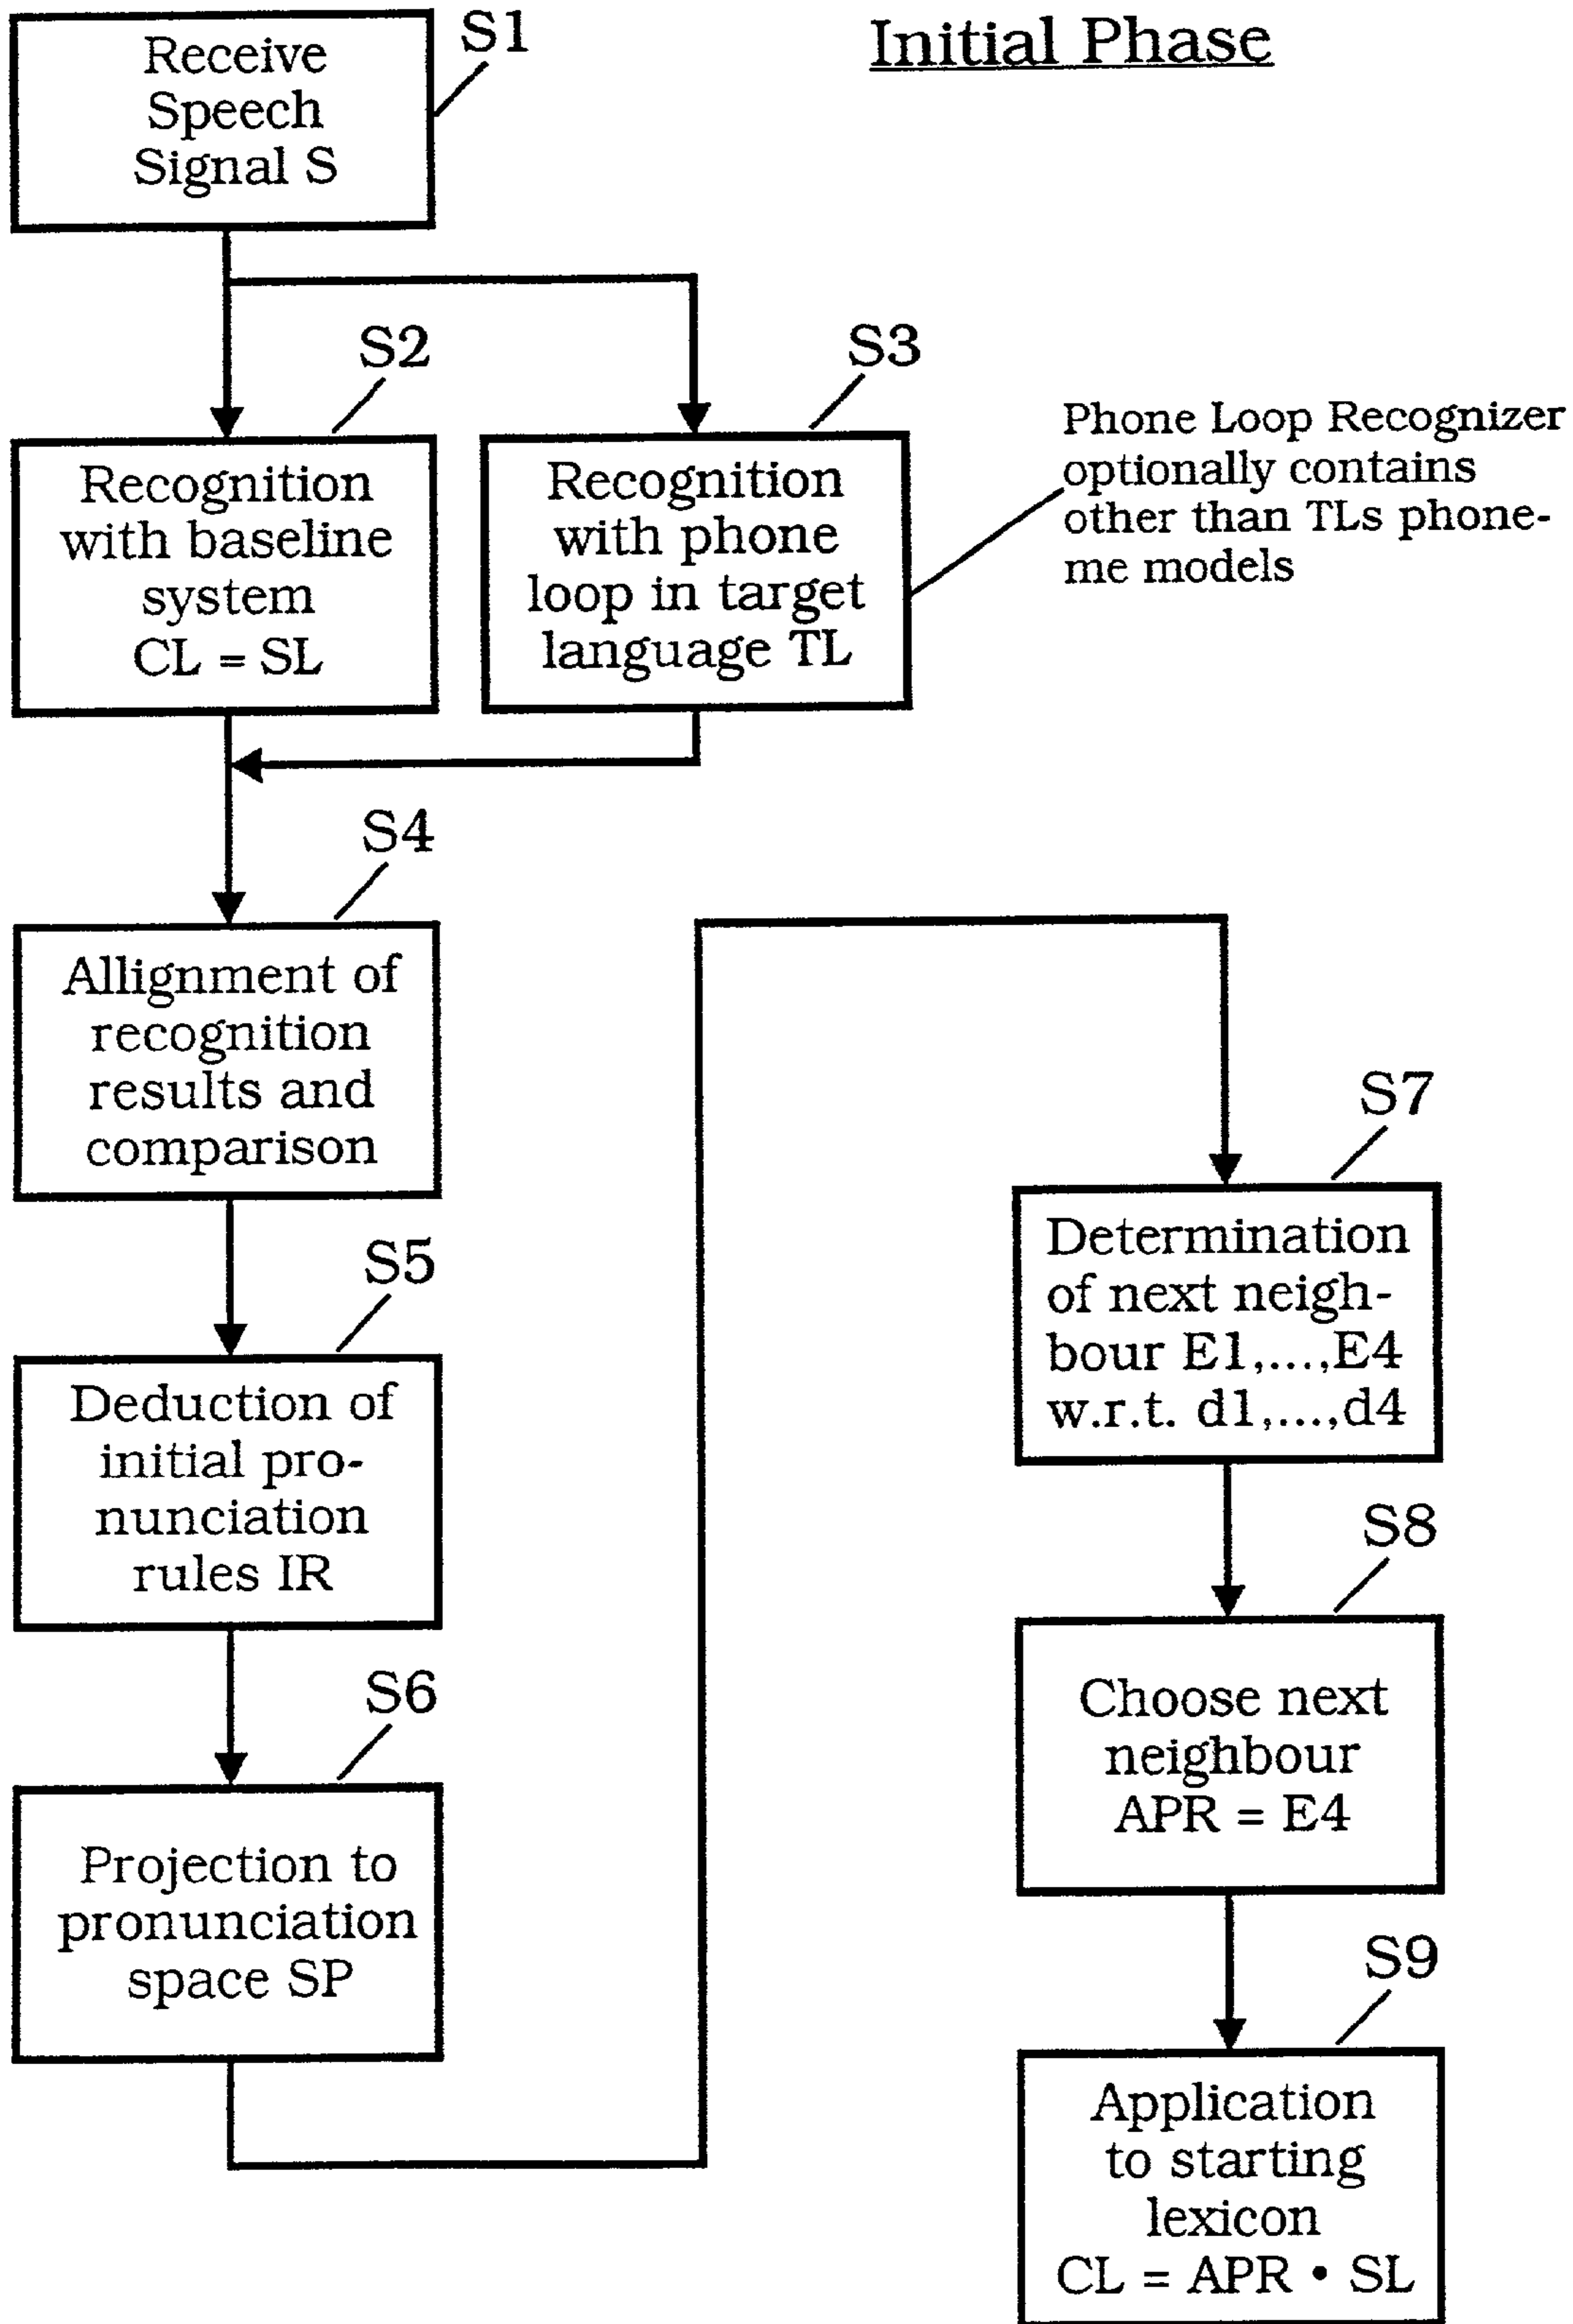 Initial Phase
S1
Receive
Speech
Signal S
S2
Recognition
with baseline
system
CL = SL
S3
Recognition
with phone
loop in target
language TL
Phone Loop Recognizer
optionally contains
other than TLs phone-
me models
S4
Allignment of
recognition
results and
comparison
S5
Deduction of
initial pro-
nunciation
rules IR
S6
Projection to
pronunciation
space SP
S7
Determination
of next neigh-
bour E1,...,E4
w.r.t. d1,...,d4
S8
Choose next
neighbour
APR = E4
S9
Application
to starting
lexicon
CL = APR • SL